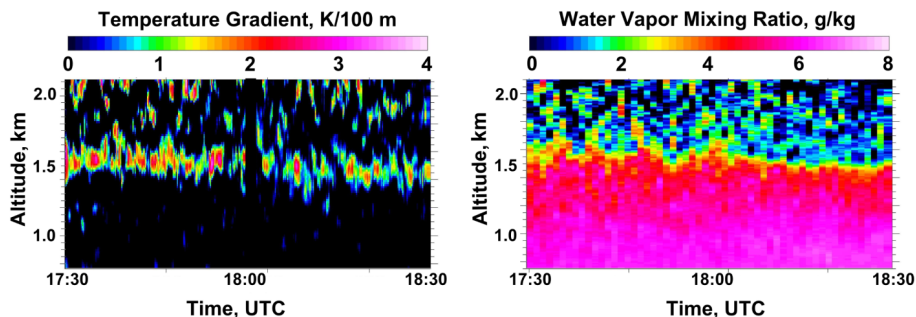 Temperature Gradient, K/100 m
0 1 2 3 4
Altitude, km
2.0
1.5
1.0
17:30 18:00 18:30
Time, UTC
Water Vapor Mixing Ratio, g/kg
0 2 4 6 8
Altitude, km
2.0
1.5
1.0
17:30 18:00 18:30
Time, UTC